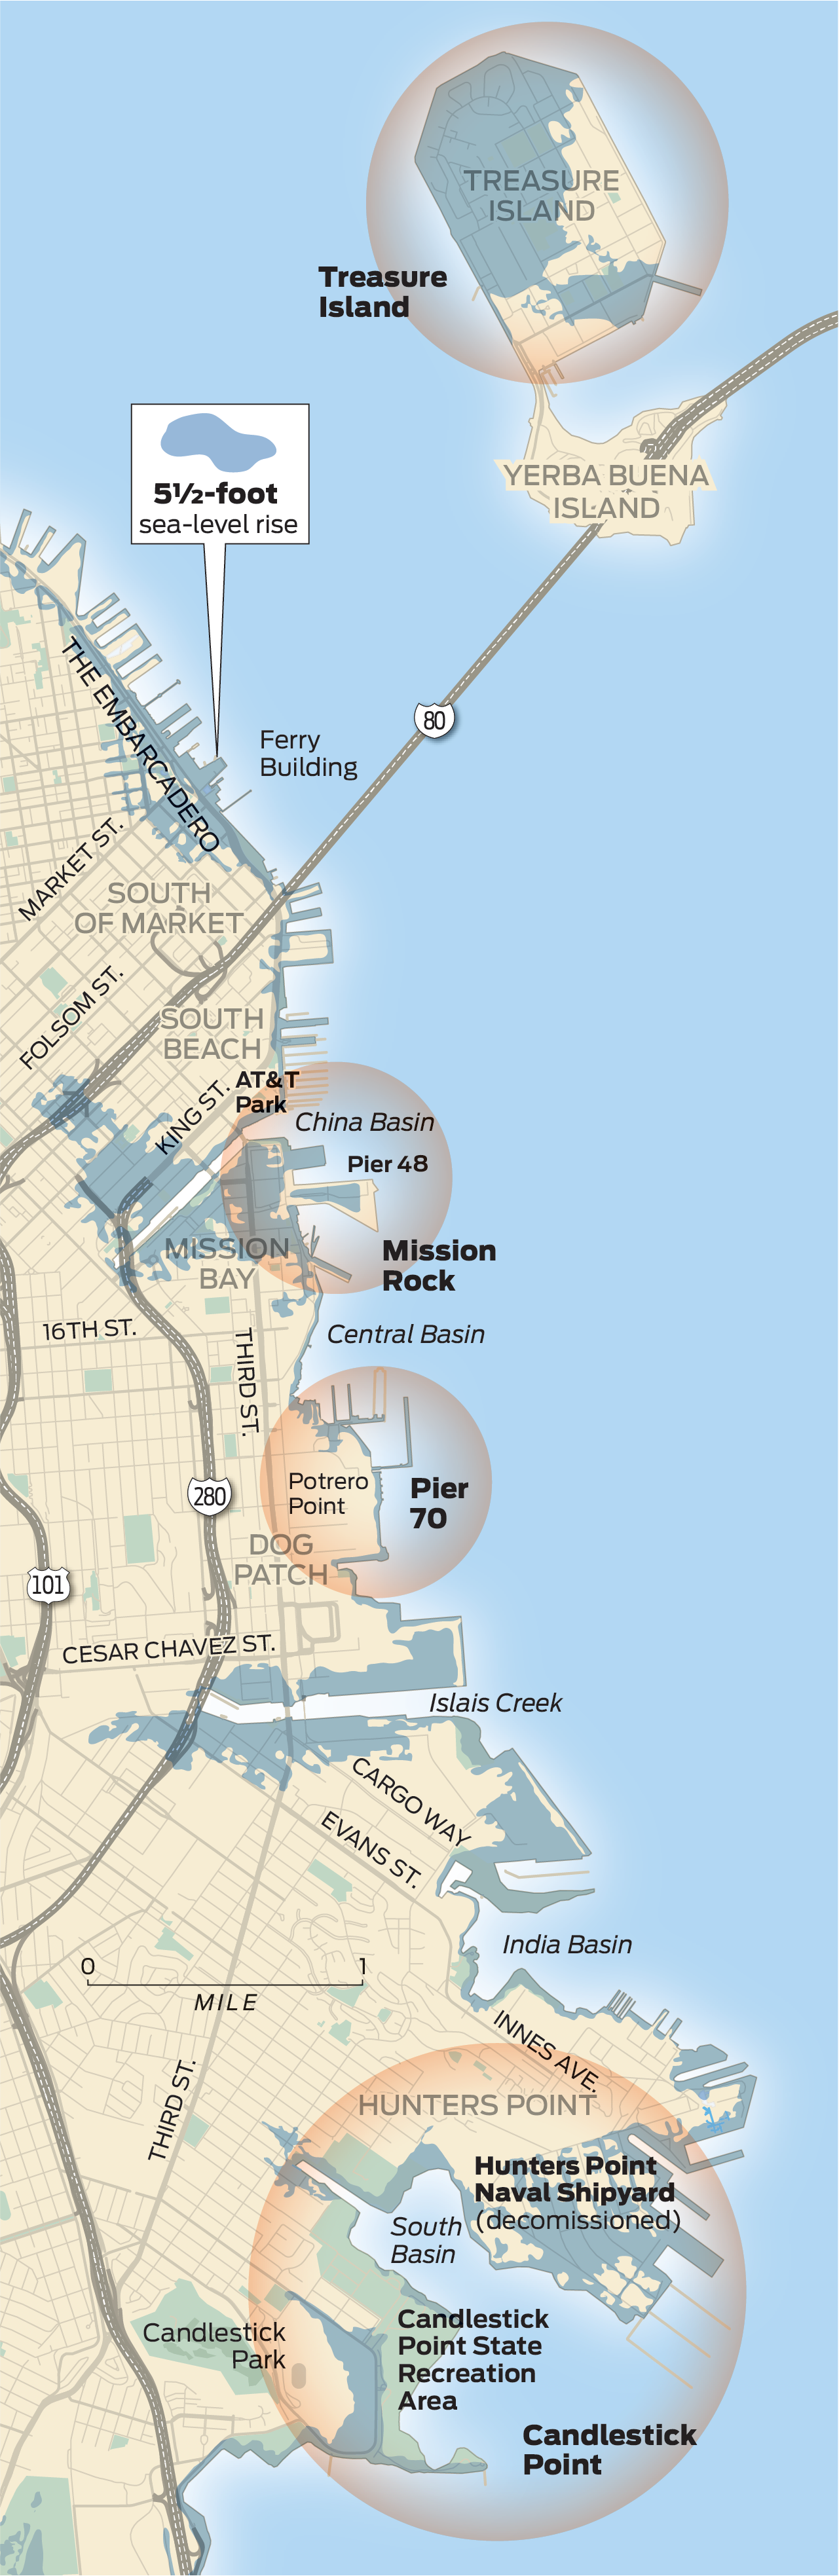 TREASURE
ISLAND
Treasure
Island
5½-foot
sea-level rise
YERBA BUENA
ISLAND
THE EMBARCADERO
80
Ferry
Building
MARKET ST.
SOUTH
OF MARKET
FOLSOM ST.
SOUTH
BEACH
KING ST.
AT&T
Park
China Basin
Pier 48
MISSION
BAY
Mission
Rock
16TH ST.
THIRD ST.
Central Basin
280
Potrero
Point
Pier
70
DOG
PATCH
101
CESAR CHAVEZ ST.
Islais Creek
CARGO WAY
EVANS ST.
India Basin
0 1
MILE
INNES AVE.
THIRD ST.
HUNTERS POINT
Hunters Point
Naval Shipyard
(decomissioned)
South
Basin
Candlestick
Park
Candlestick
Point State
Recreation
Area
Candlestick
Point